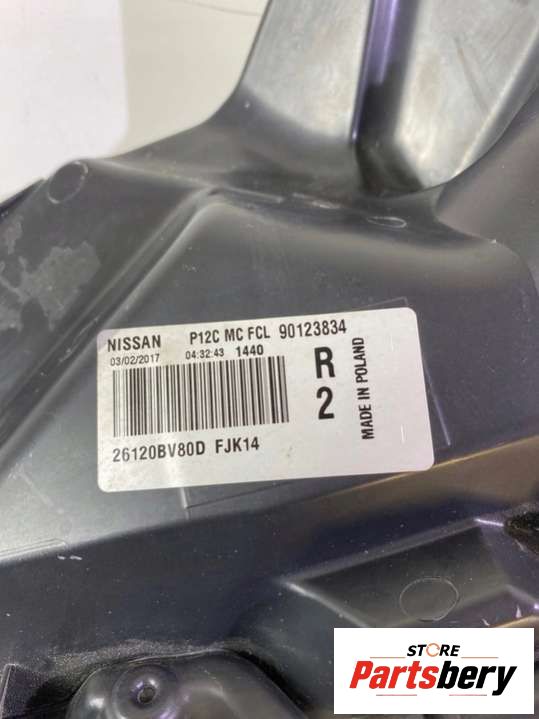 NISSAN P12C MC FCL 90123834
03/02/2017 04:32:43 1440
R
2
MADE IN POLAND
26120BV80D FJK14
STORE
Partsbery